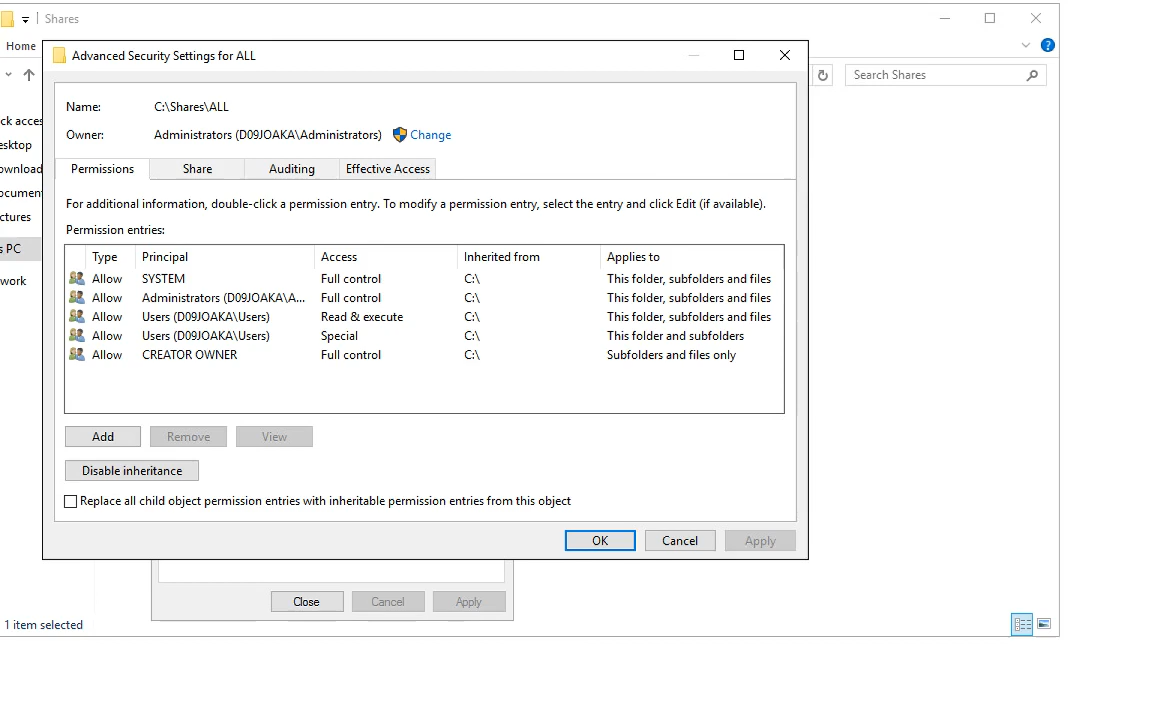 Shares
Home
Advanced Security Settings for ALL
?
Search Shares
Name: C:\Shares\ALL
Owner: Administrators (D09JOAKA\Administrators) Change
ck acces
esktop
ownload
ocumen
ctures
s PC
work
Permissions Share Auditing Effective Access
For additional information, double-click a permission entry. To modify a permission entry, select the entry and click Edit (if available).
Permission entries:
Type Principal Access Inherited from Applies to
Allow SYSTEM Full control C:\ This folder, subfolders and files
Allow Administrators (D09JOAKA\A... Full control C:\ This folder, subfolders and files
Allow Users (D09JOAKA\Users) Read & execute C:\ This folder, subfolders and files
Allow Users (D09JOAKA\Users) Special C:\ This folder and subfolders
Allow CREATOR OWNER Full control C:\ Subfolders and files only
Add Remove View
Disable inheritance
Replace all child object permission entries with inheritable permission entries from this object
OK Cancel Apply
Close Cancel Apply
1 item selected